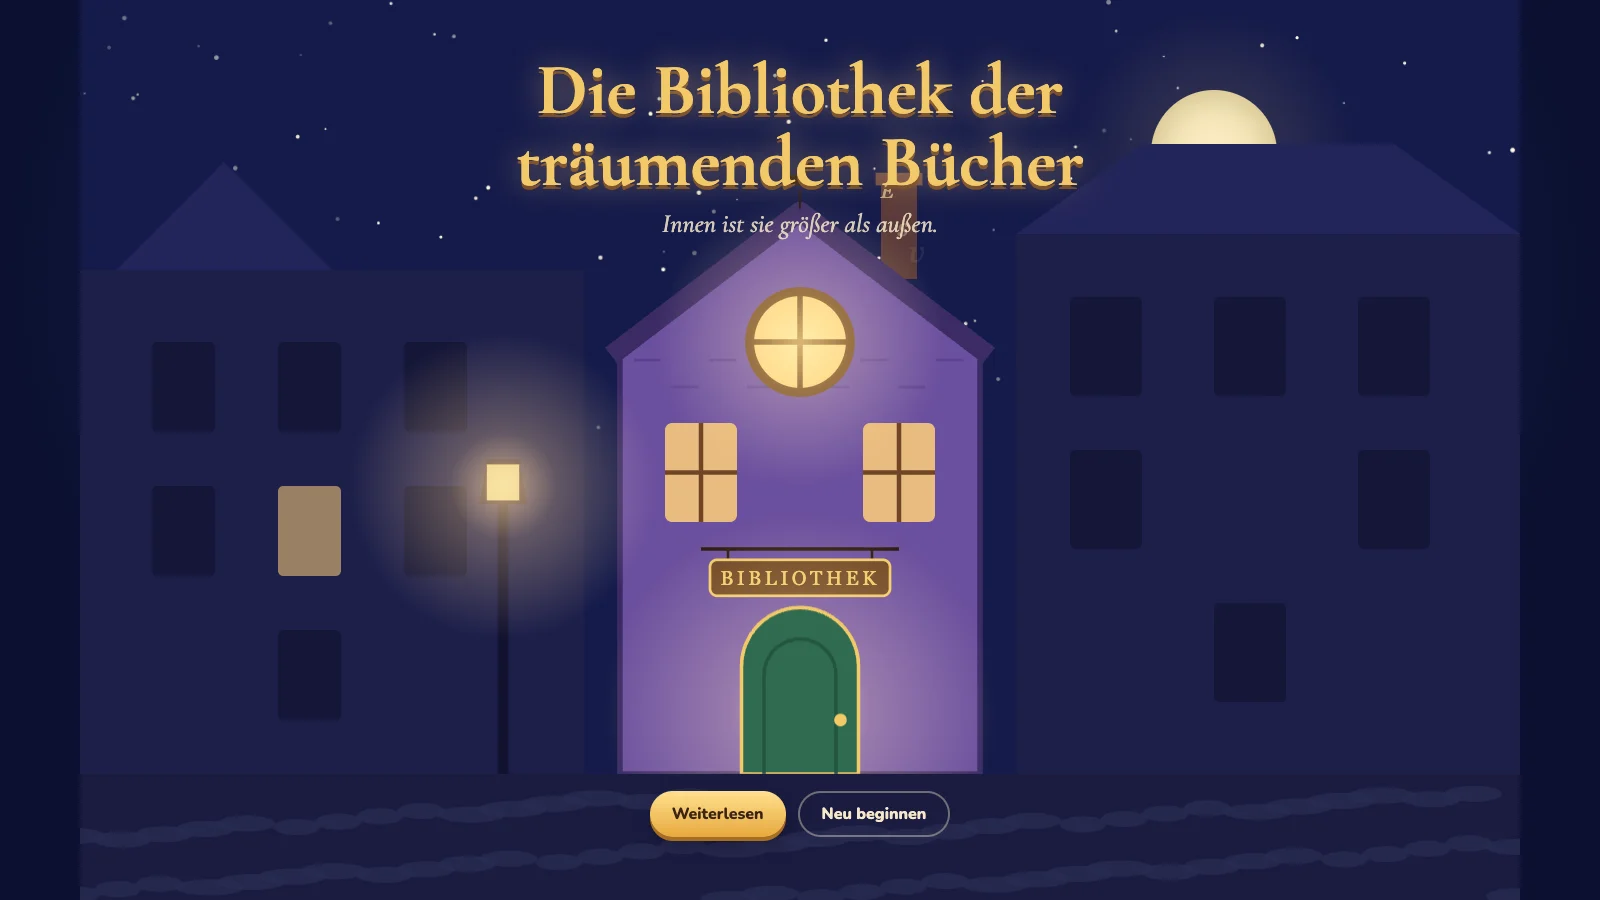 Die Bibliothek der
träumenden Bücher
E
Innen ist sie größer als außen.
BIBLIOTHEK
Weiterlesen
Neu beginnen